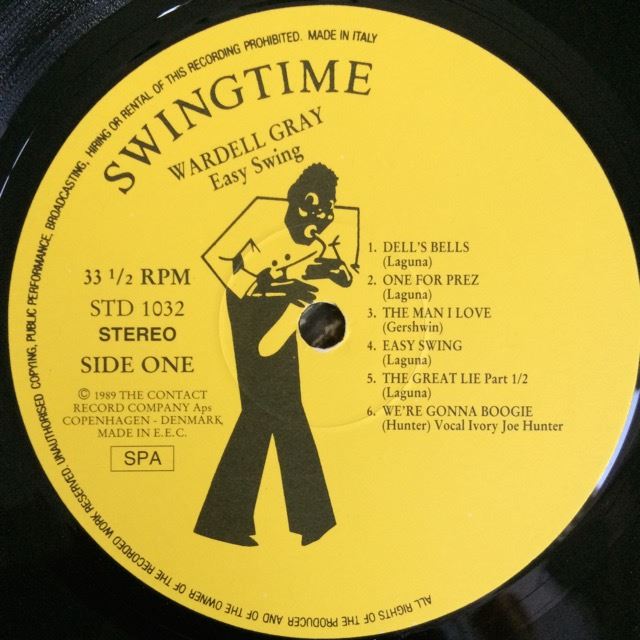 ALL RIGHTS OF THE PRODUCER AND OF THE OWNER OF THE RECORDED WORK RESERVED. UNAUTHORISED COPYING, PUBLIC PERFORMANCE, BROADCASTING, HIRING OR RENTAL OF THIS RECORDING PROHIBITED. MADE IN ITALY
SWINGTIME
WARDELL GRAY
Easy Swing
33 1/2 RPM
STD 1032
STEREO
SIDE ONE
© 1989 THE CONTACT
RECORD COMPANY Aps
COPENHAGEN - DENMARK
MADE IN E.E.C.
SPA
1. DELL'S BELLS
(Laguna)
2. ONE FOR PREZ
(Laguna)
3. THE MAN I LOVE
(Gershwin)
4. EASY SWING
(Laguna)
5. THE GREAT LIE Part 1/2
(Laguna)
6. WE'RE GONNA BOOGIE
(Hunter) Vocal Ivory Joe Hunter